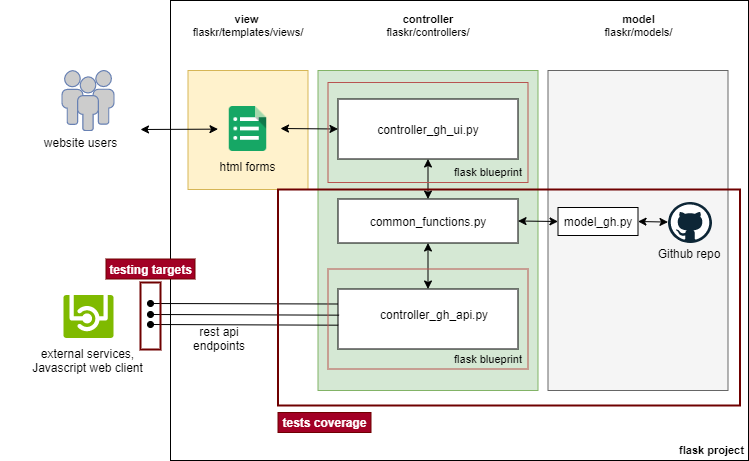 view
flaskr/templates/views/
controller
flaskr/controllers/
model
flaskr/models/
website users
html forms
controller_gh_ui.py
flask blueprint
common_functions.py
model_gh.py
Github repo
testing targets
rest api
endpoints
controller_gh_api.py
flask blueprint
external services,
Javascript web client
tests coverage
flask project